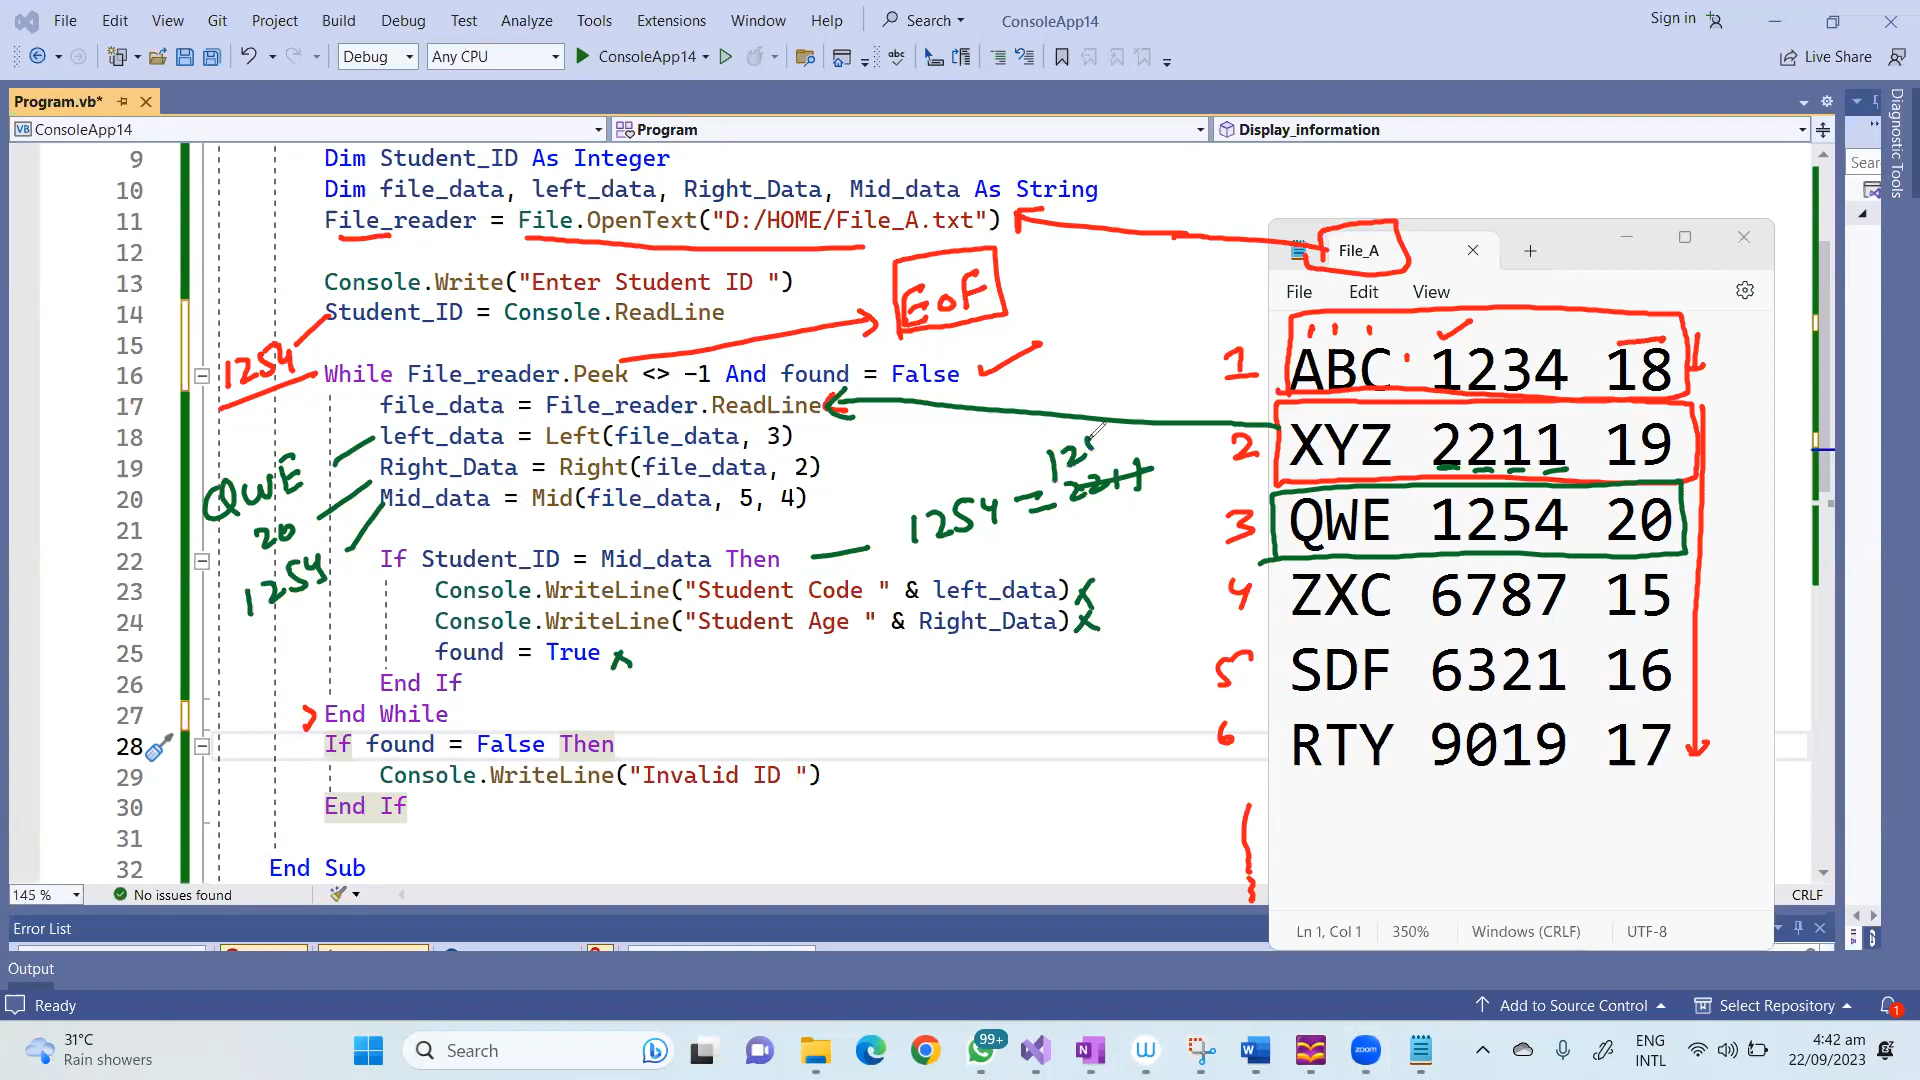 File Edit View Git Project Build Debug Test Analyze Tools Extensions Window Help Search ConsoleApp14 Sign in
Debug Any CPU ConsoleApp14 Live Share
Program.vb*
ConsoleApp14 Program Display_information
Diagnostic Tools
Sear
9 Dim Student_ID As Integer
10 Dim file_data, left_data, Right_Data, Mid_data As String
11 File_reader = File.OpenText("D:/HOME/File_A.txt")
12
13 Console.Write("Enter Student ID ")
14 Student_ID = Console.ReadLine
15
16 While File_reader.Peek <> -1 And found = False
17 file_data = File_reader.ReadLine
18 left_data = Left(file_data, 3)
19 Right_Data = Right(file_data, 2)
20 Mid_data = Mid(file_data, 5, 4)
21
22 If Student_ID = Mid_data Then
23 Console.WriteLine("Student Code " & left_data)
24 Console.WriteLine("Student Age " & Right_Data)
25 found = True
26 End If
27 End While
28 If found = False Then
29 Console.WriteLine("Invalid ID ")
30 End If
31
32 End Sub
EOF
1254
QWE
20
1254
1254 = 2211
12
File_A
File Edit View
1 ABC 1234 18
2 XYZ 2211 19
3 QWE 1254 20
4 ZXC 6787 15
5 SDF 6321 16
6 RTY 9019 17
Ln 1, Col 1 350% Windows (CRLF) UTF-8
145 % No issues found CRLF
Error List
Output
Ready Add to Source Control Select Repository 1
31°C
Rain showers
Search
99+
zoom
ENG
INTL
4:42 am
22/09/2023